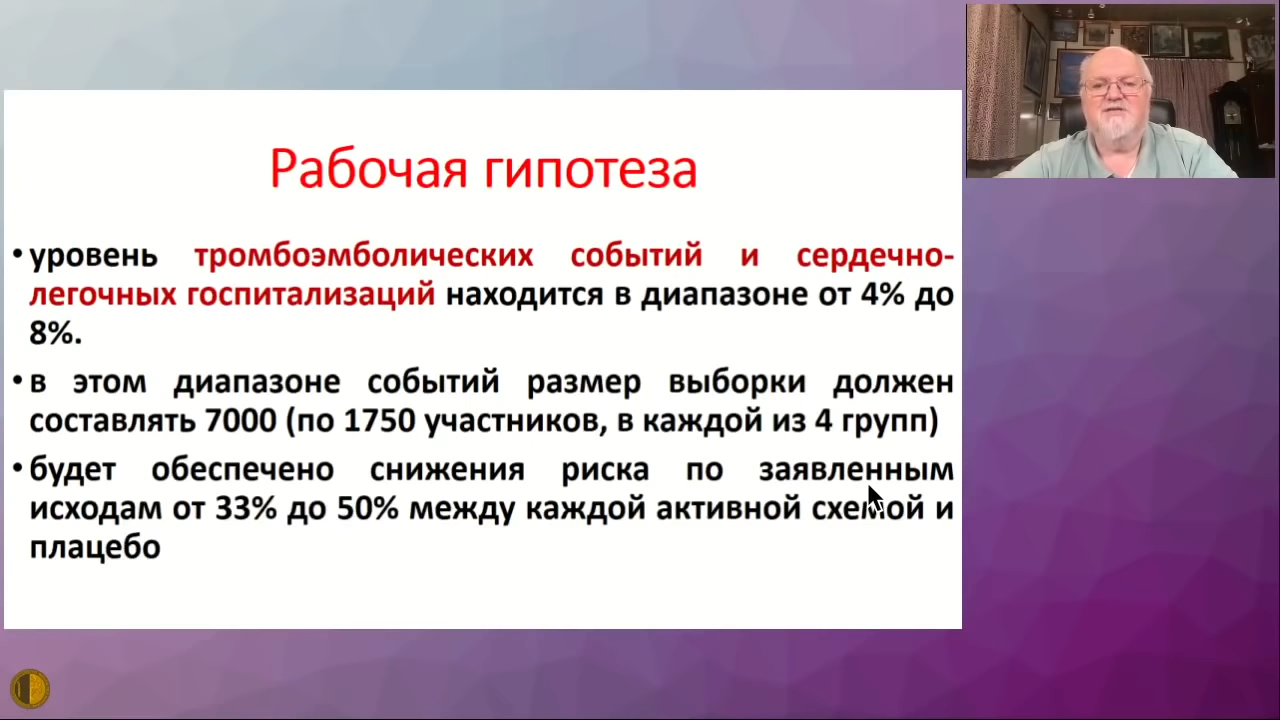 Рабочая гипотеза
• уровень тромбоэмболических событий и сердечно-
легочных госпитализаций находится в диапазоне от 4% до
8%.
• в этом диапазоне событий размер выборки должен
составлять 7000 (по 1750 участников, в каждой из 4 групп)
• будет обеспечено снижения риска по заявленным
исходам от 33% до 50% между каждой активной схемой и
плацебо